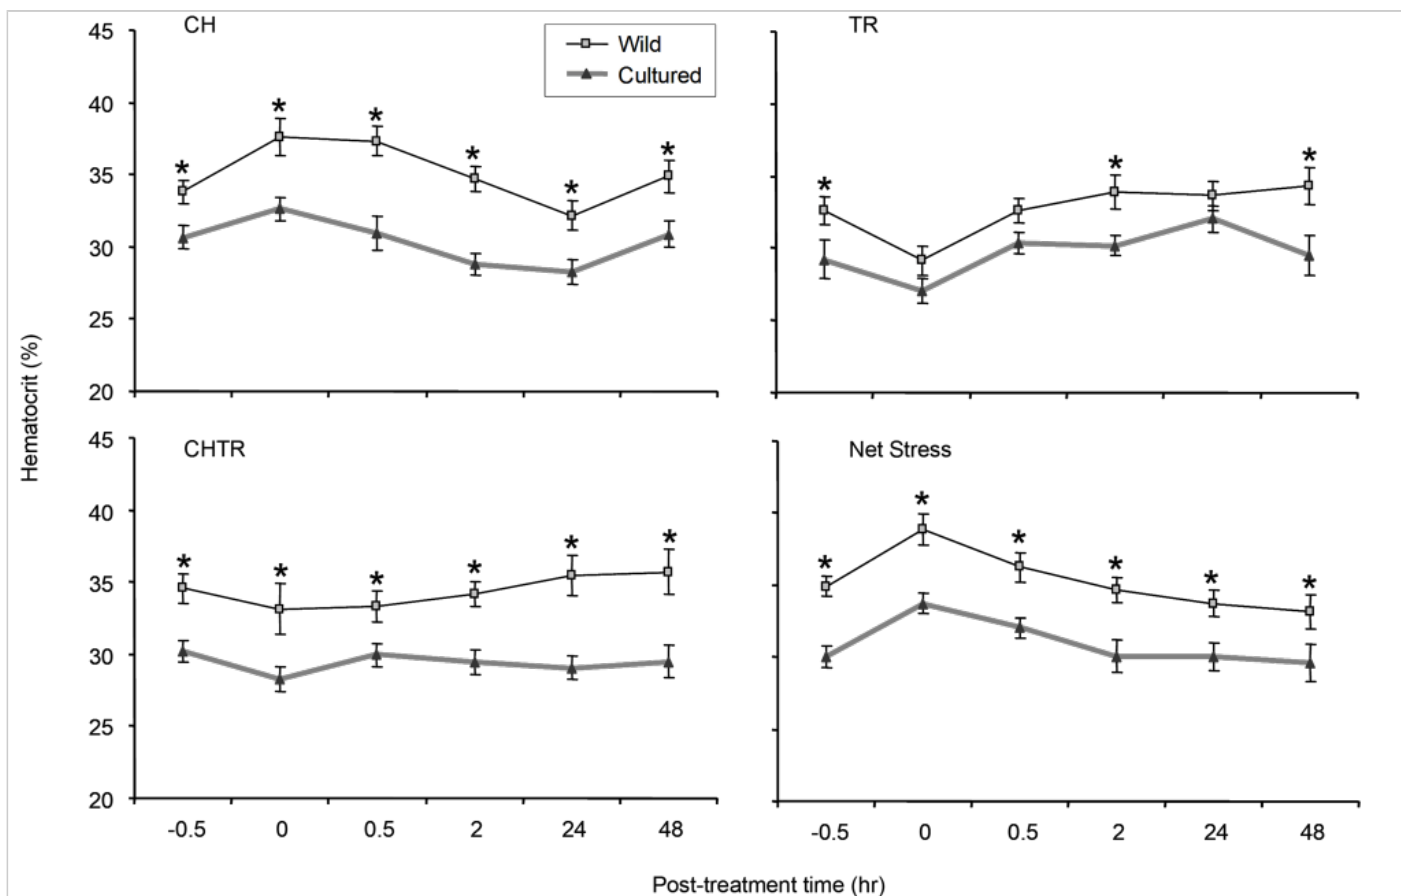 CH
TR
Wild
Cultured
45
40
35
30
25
20
* * * * * *
* * *
Hematocrit (%)
CHTR
Net Stress
45
40
35
30
25
20
* * * * * *
* * * * * *
-0.5 0 0.5 2 24 48
-0.5 0 0.5 2 24 48
Post-treatment time (hr)